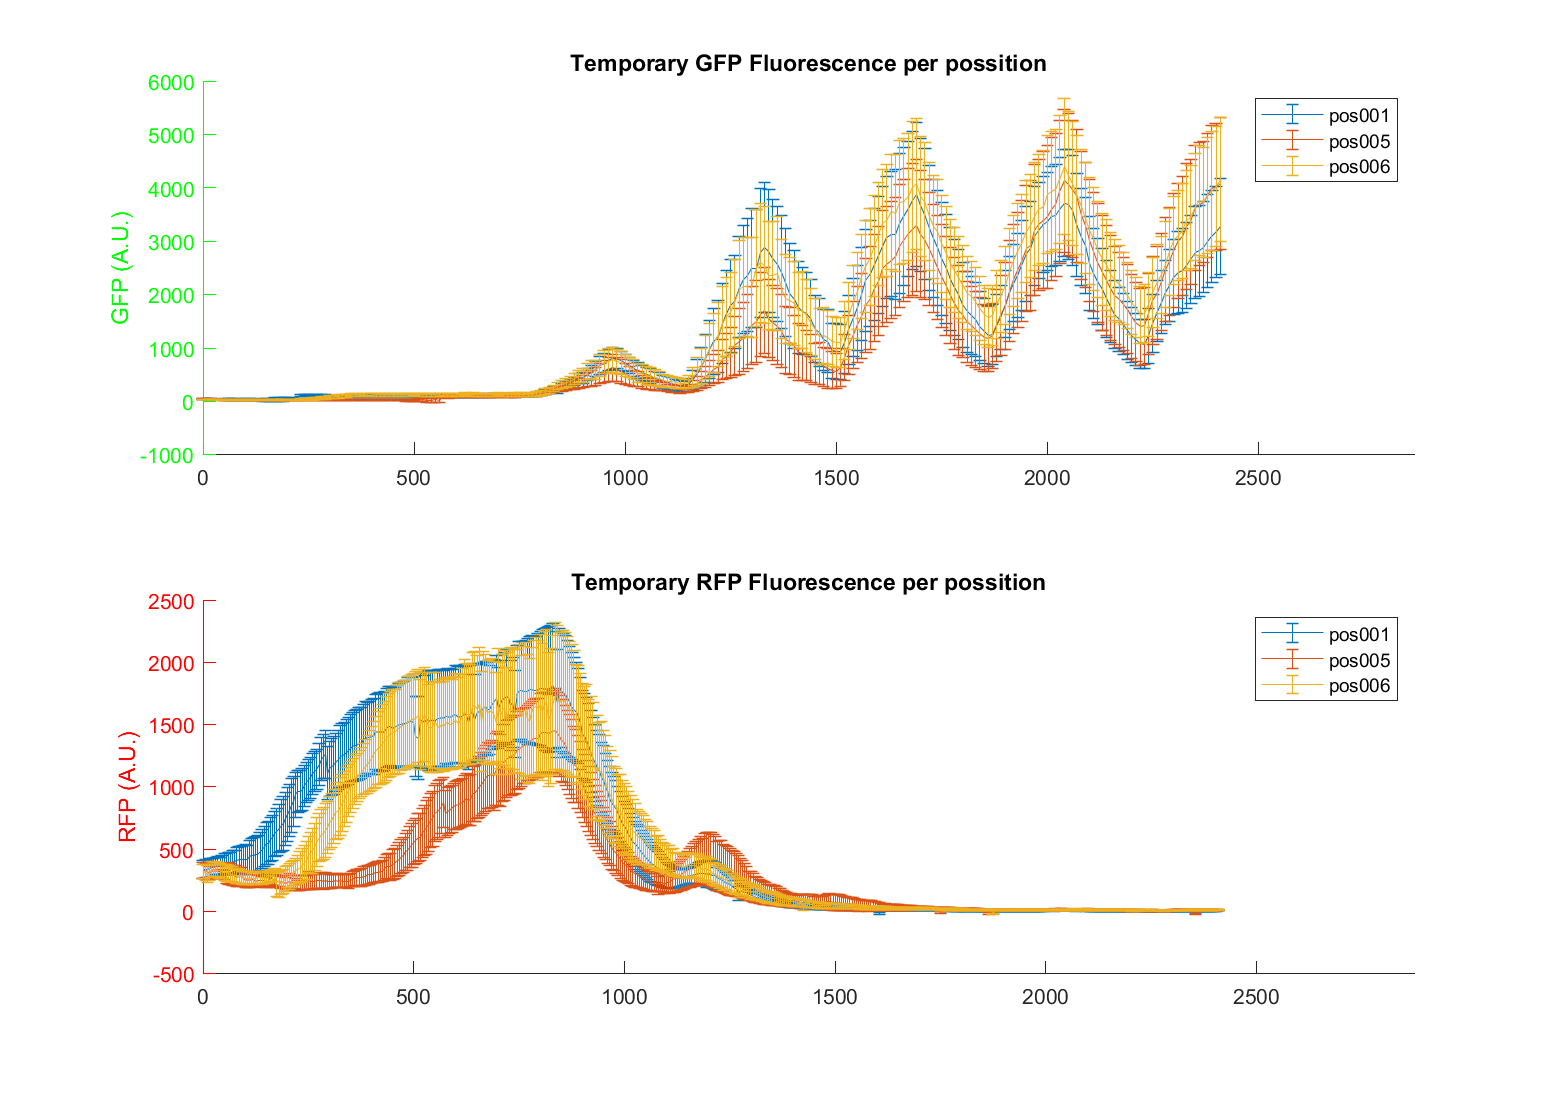 Temporary GFP Fluorescence per possition
6000
5000
4000
3000
2000
1000
0
-1000
GFP (A.U.)
0 500 1000 1500 2000 2500
pos001
pos005
pos006
Temporary RFP Fluorescence per possition
2500
2000
1500
1000
500
0
-500
RFP (A.U.)
0 500 1000 1500 2000 2500
pos001
pos005
pos006